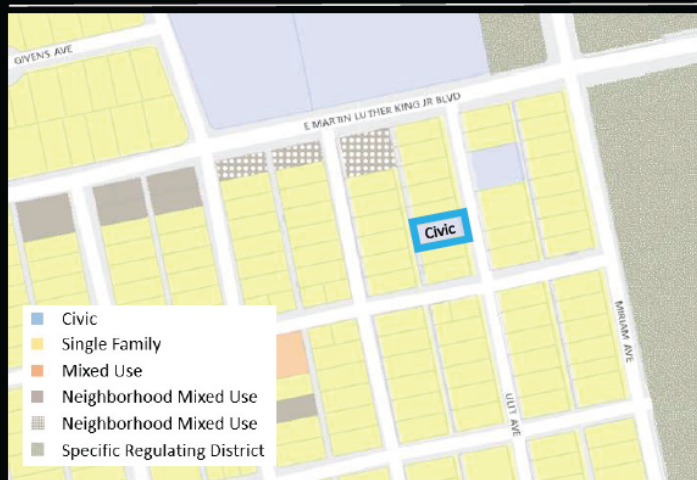 GIVENS AVE
E MARTIN LUTHER KING JR BLVD
Civic
MIRIAM AVE
ULIT AVE
Civic
Single Family
Mixed Use
Neighborhood Mixed Use
Neighborhood Mixed Use
Specific Regulating District